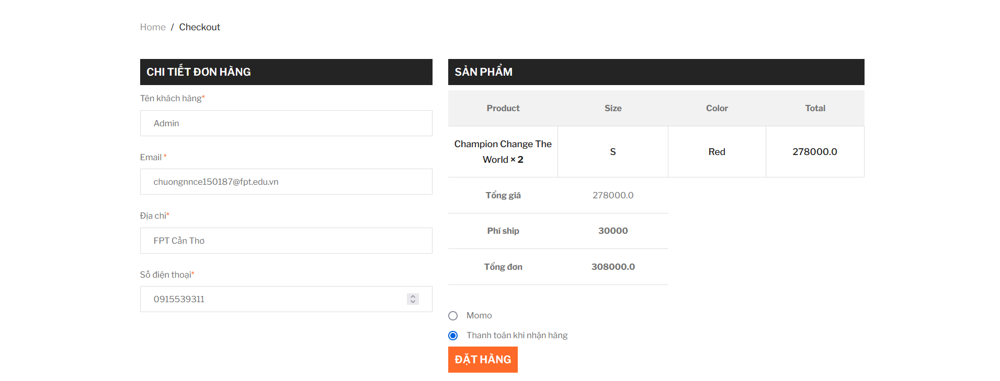 Home / Checkout
CHI TIẾT ĐƠN HÀNG
Tên khách hàng*
Admin
Email *
chuongnnce150187@fpt.edu.vn
Địa chỉ*
FPT Cần Thơ
Số điện thoại*
0915539311
SẢN PHẨM
Product Size Color Total
Champion Change The
World × 2
S Red 278000.0
Tổng giá 278000.0
Phí ship 30000
Tổng đơn 308000.0
Momo
Thanh toán khi nhận hàng
ĐẶT HÀNG